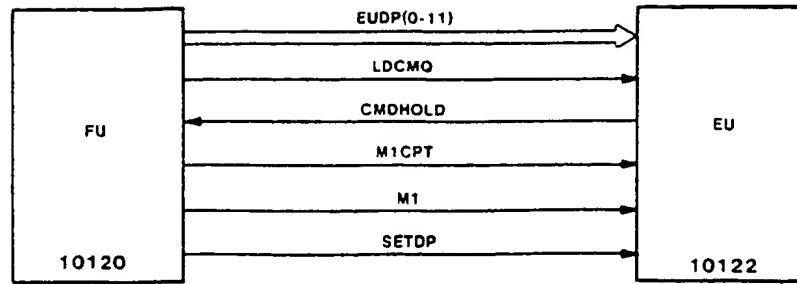 EUDP(0-11)
LDCMQ
CMDHOLD
FU
EU
M1CPT
M1
SETDP
10120
10122